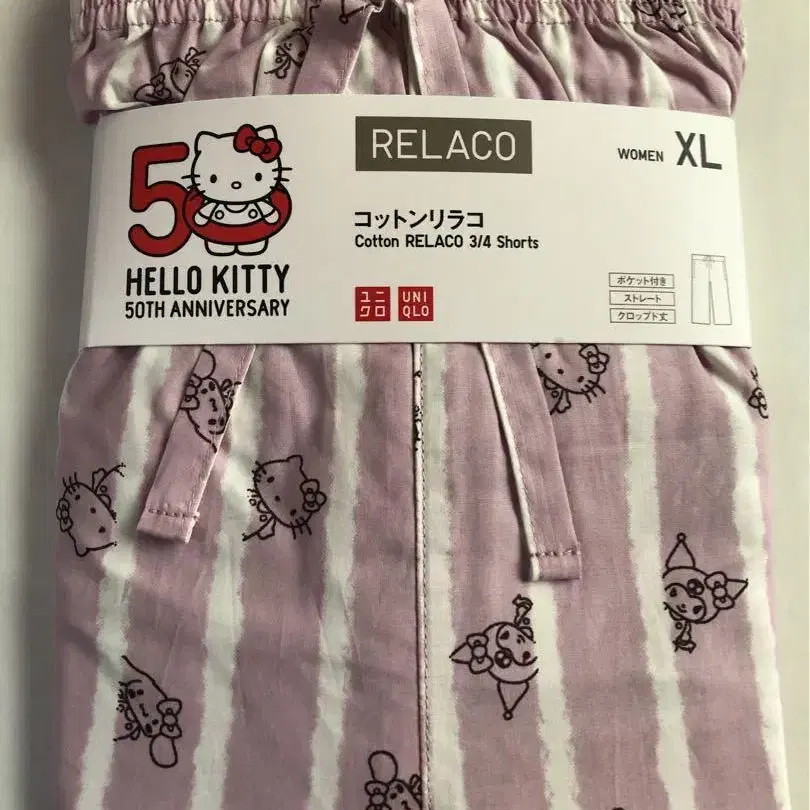 50
HELLO KITTY
50TH ANNIVERSARY
RELACO
WOMEN XL
コットンリラコ
Cotton RELACO 3/4 Shorts
ユニ
クロ
UNI
QLO
ポケット付き
ストレート
クロップド丈